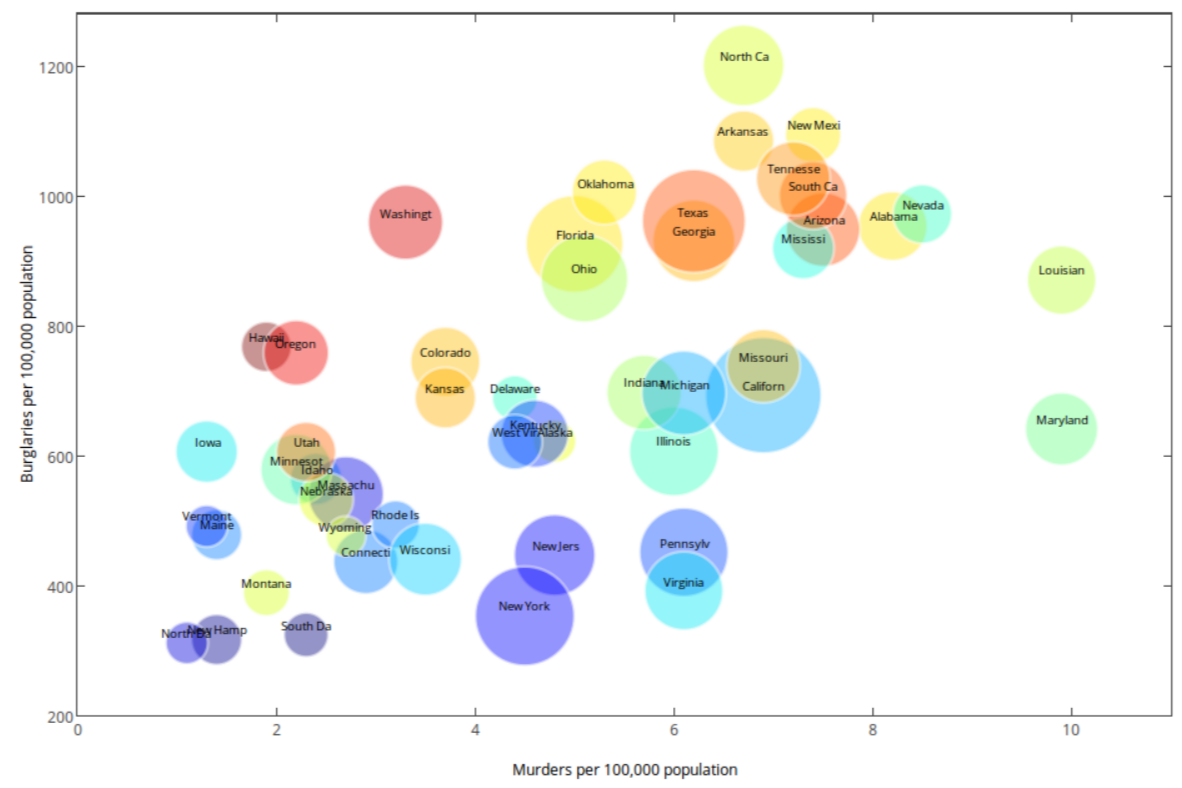 1200
1000
800
600
400
200
0
2
4
6
8
10
Burglaries per 100,000 population
Murders per 100,000 population
North Ca
Arkansas
New Mexi
Tennesse
South Ca
Oklahoma
Washingt
Texas
Georgia
Florida
Arizona
Alabama
Nevada
Mississi
Ohio
Louisian
Hawaii
Oregon
Colorado
Kansas
Delaware
Indiana
Michigan
Missouri
Californ
Kentucky
West Vir
Alaska
Illinois
Maryland
Iowa
Utah
Minnesot
Idaho
Nebraska
Massachu
Vermont
Maine
Wyoming
Rhode Is
Connecti
Wisconsi
New Jers
Pennsylv
Virginia
Montana
New York
North Da
New Hamp
South Da